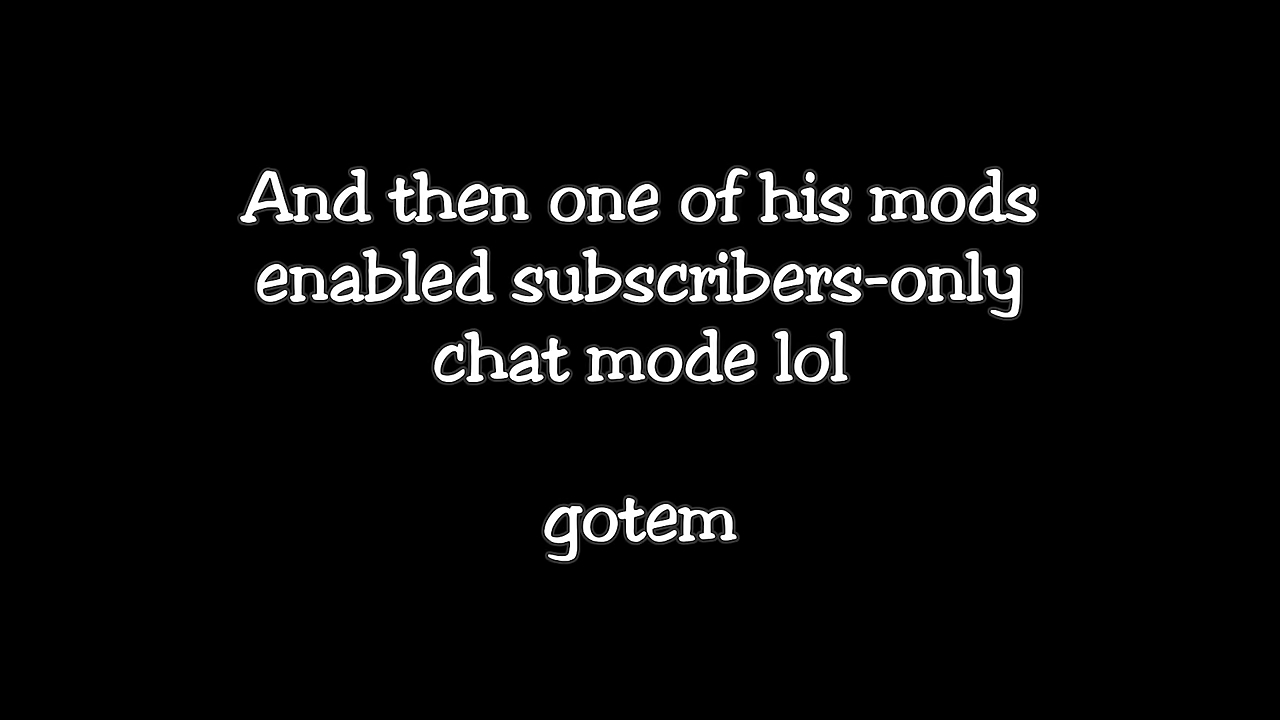 And then one of his mods
enabled subscribers-only
chat mode lol
gotem